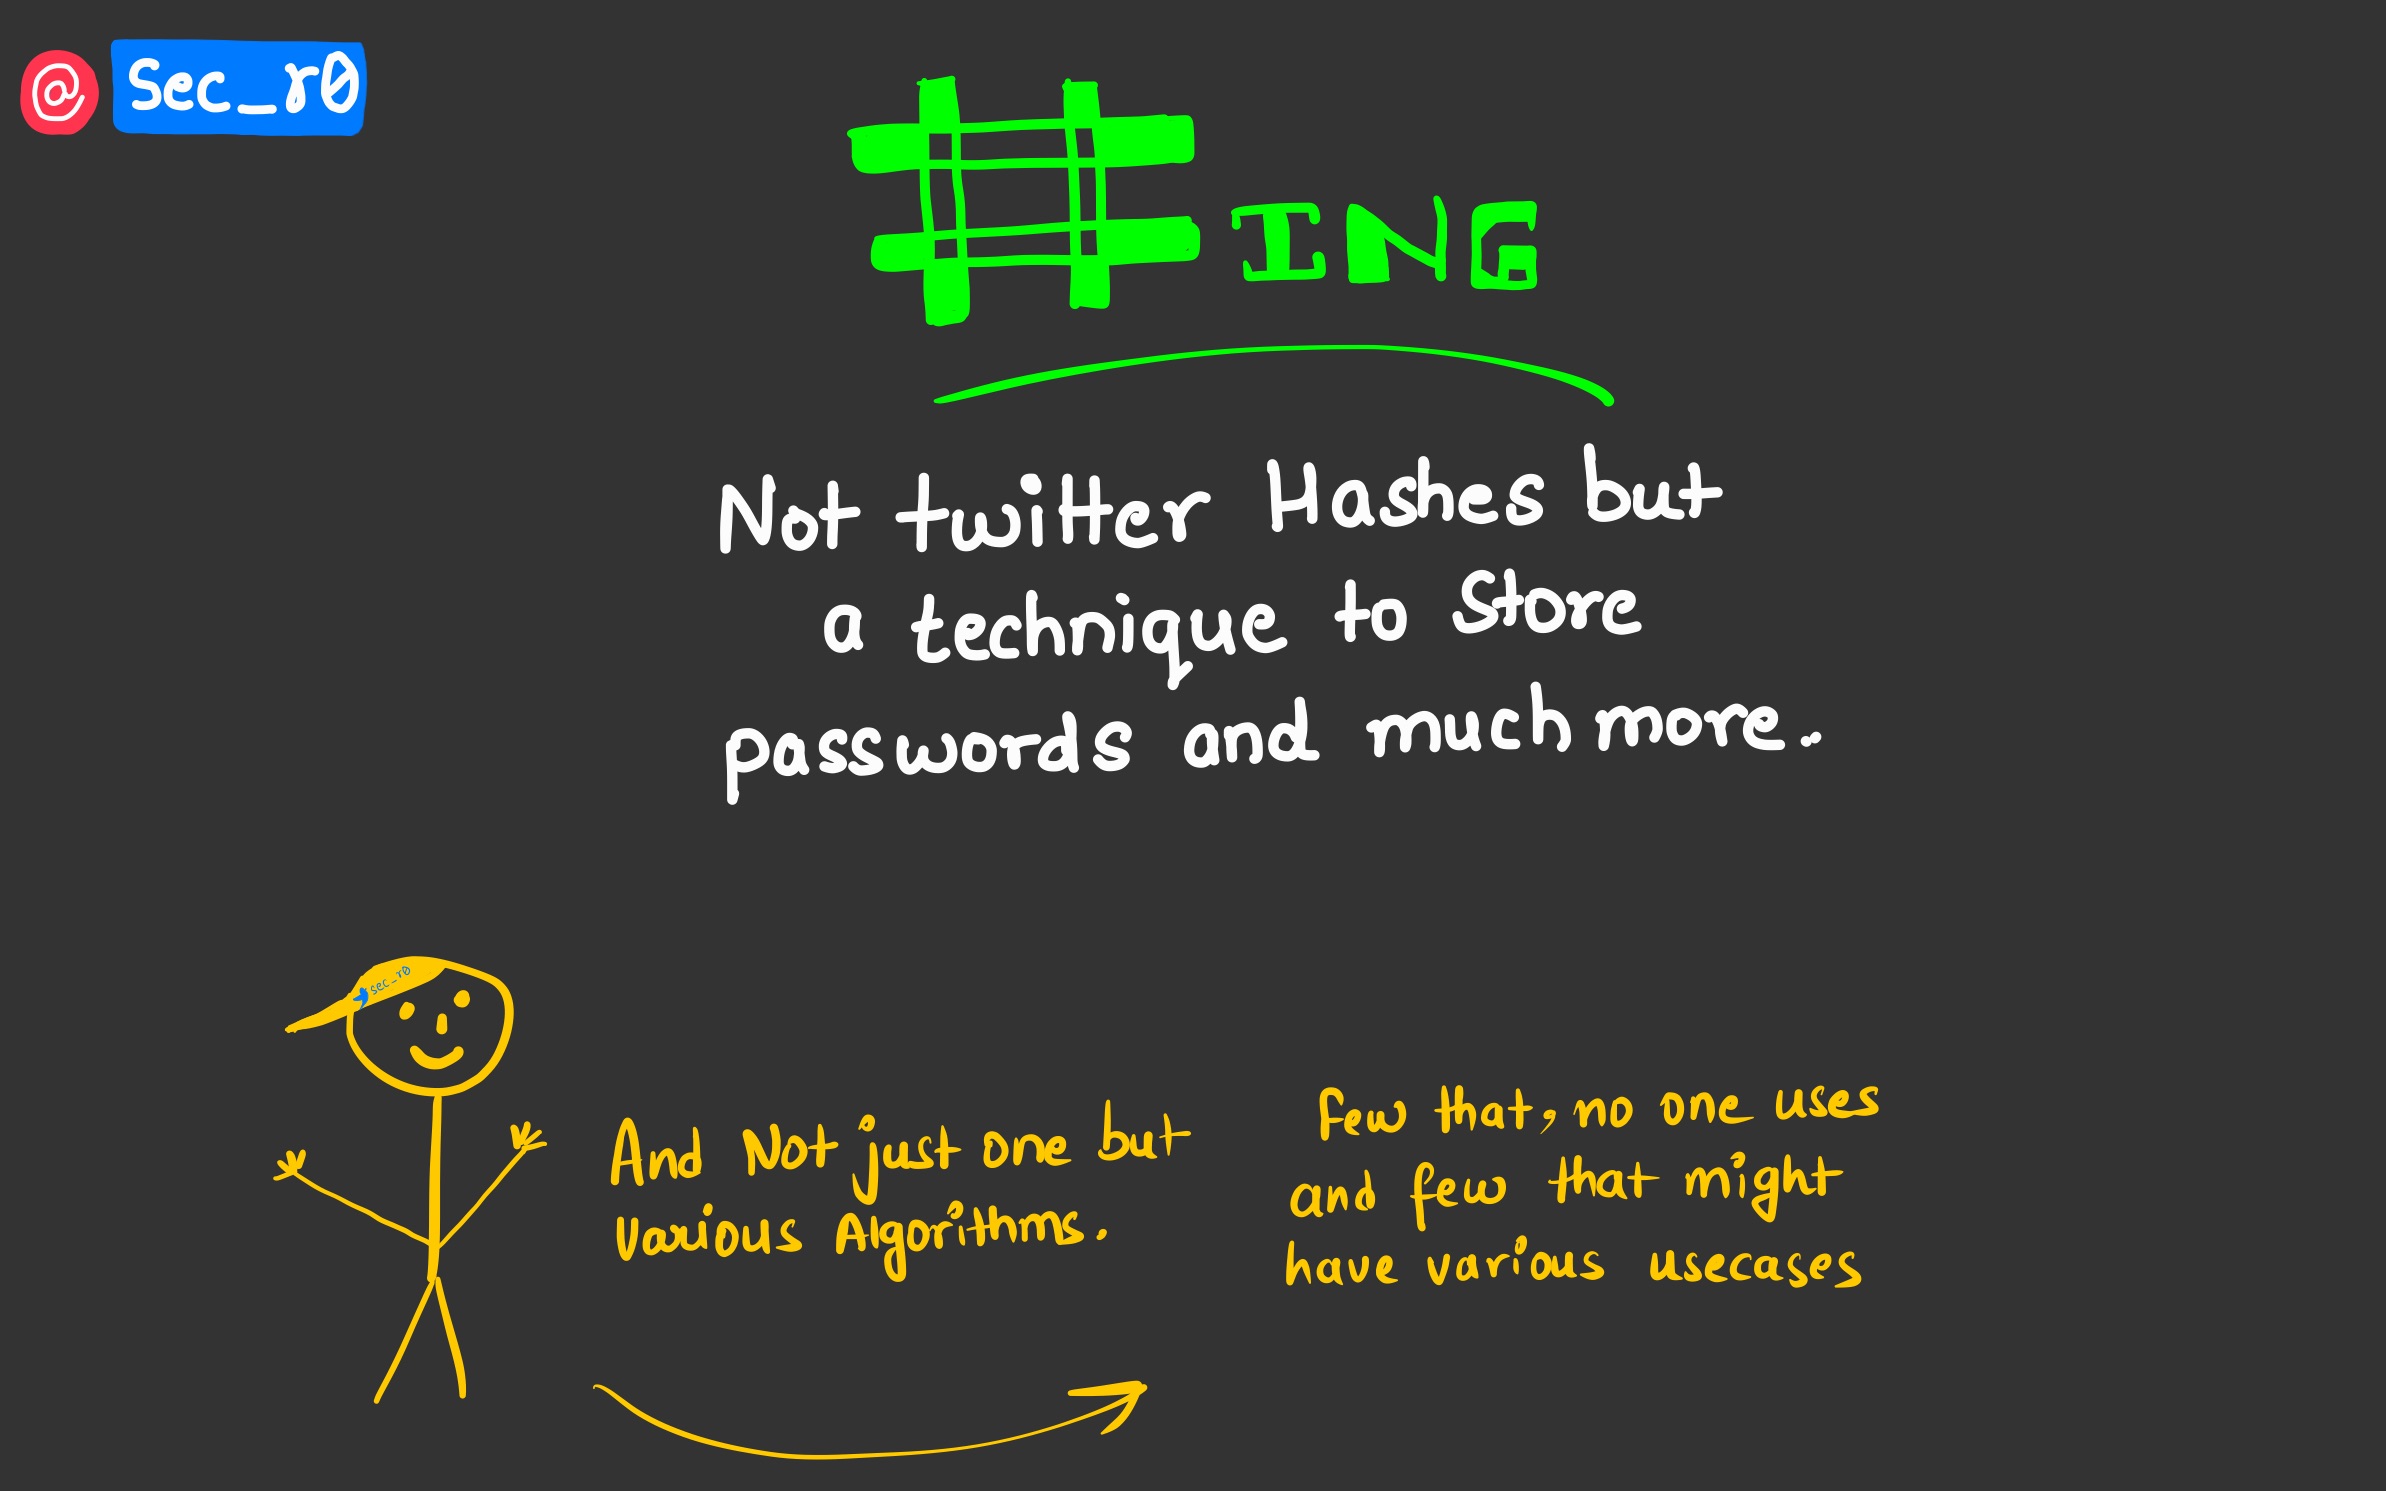 @ Sec_r0
#ING
Not twitter Hashes but
a technique to Store
passwords and much more..
sec_r0
And Not just one but
Various Algorithms.
few that, no one uses
and few that might
have various usecases